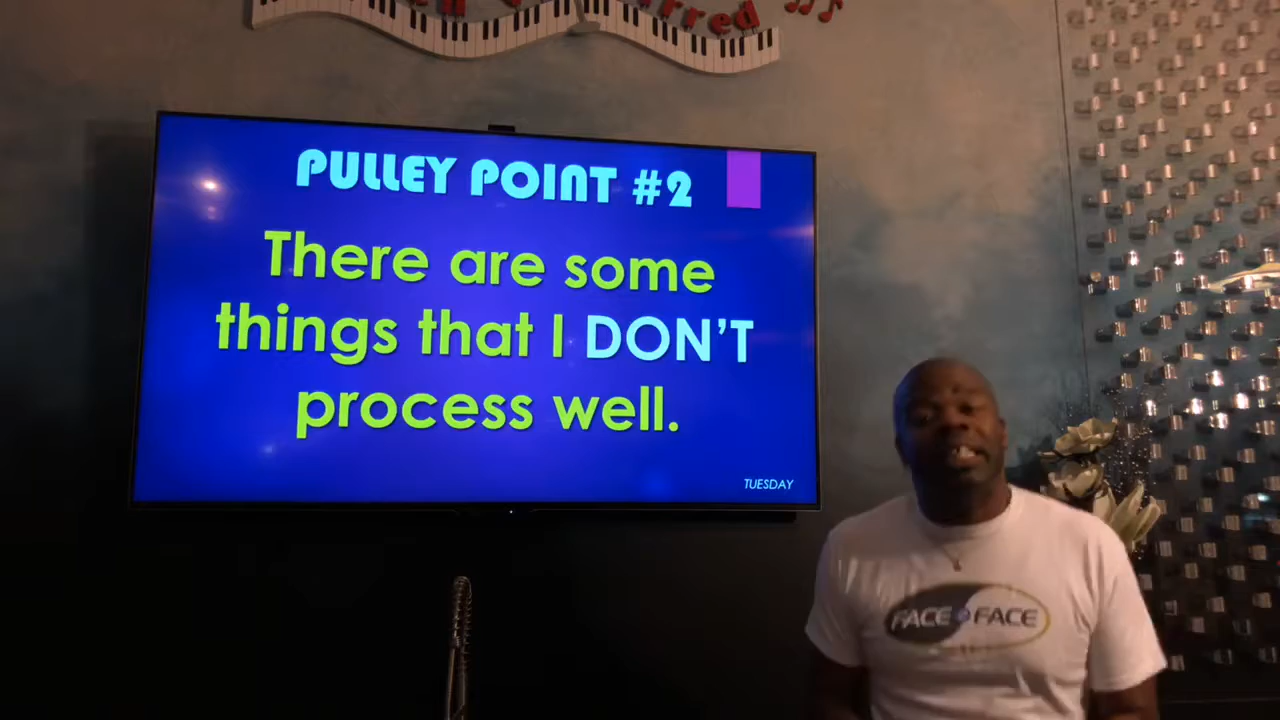 PULLEY POINT #2
There are some
things that I DON'T
process well.
TUESDAY
FACE FACE